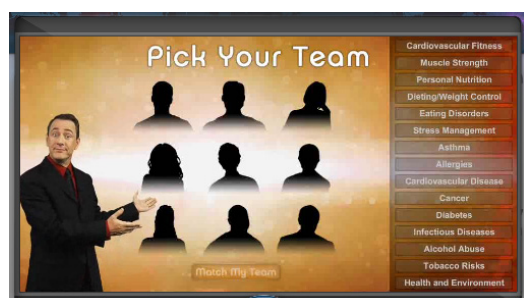 Pick Your Team
Cardiovascular Fitness
Muscle Strength
Personal Nutrition
Dieting/Weight Control
Eating Disorders
Stress Management
Asthma
Allergies
Cardiovascular Disease
Cancer
Diabetes
Infectious Diseases
Alcohol Abuse
Tobacco Risks
Health and Environment
Match My Team